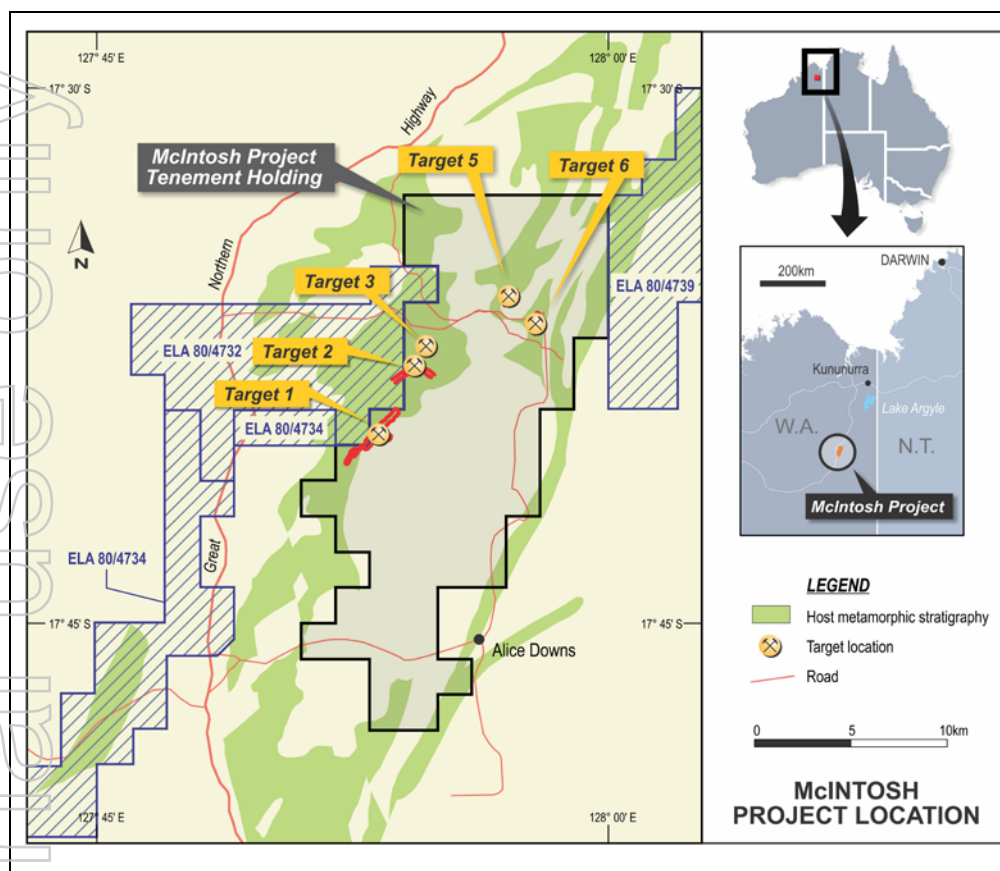 127° 45' E
128° 00' E
17° 30' S
17° 30' S
Highway
McIntosh Project
Tenement Holding
Target 5
Target 6
N
Northern
Target 3
ELA 80/4739
ELA 80/4732
Target 2
Target 1
ELA 80/4734
Great
ELA 80/4734
17° 45' S
17° 45' S
Alice Downs
127° 45' E
128° 00' E
200km
DARWIN
Kununurra
Lake Argyle
W.A.
N.T.
McIntosh Project
LEGEND
Host metamorphic stratigraphy
Target location
Road
0 5 10km
McINTOSH
PROJECT LOCATION